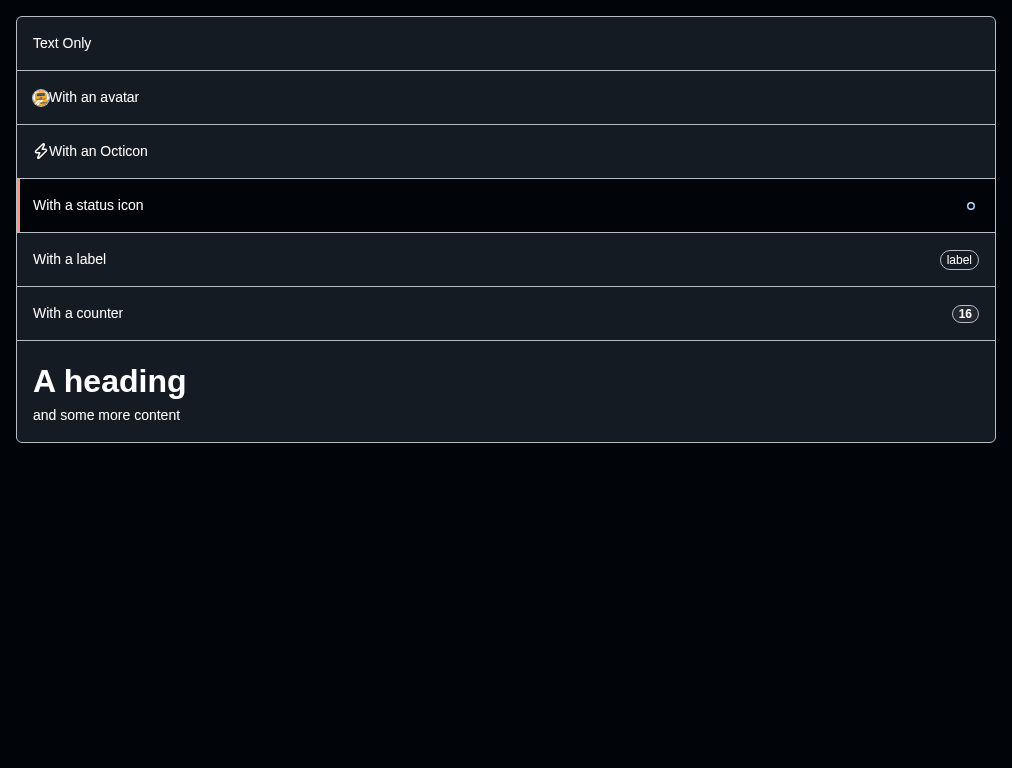 Text Only
With an avatar
With an Octicon
With a status icon
With a label label
With a counter 16
A heading
and some more content